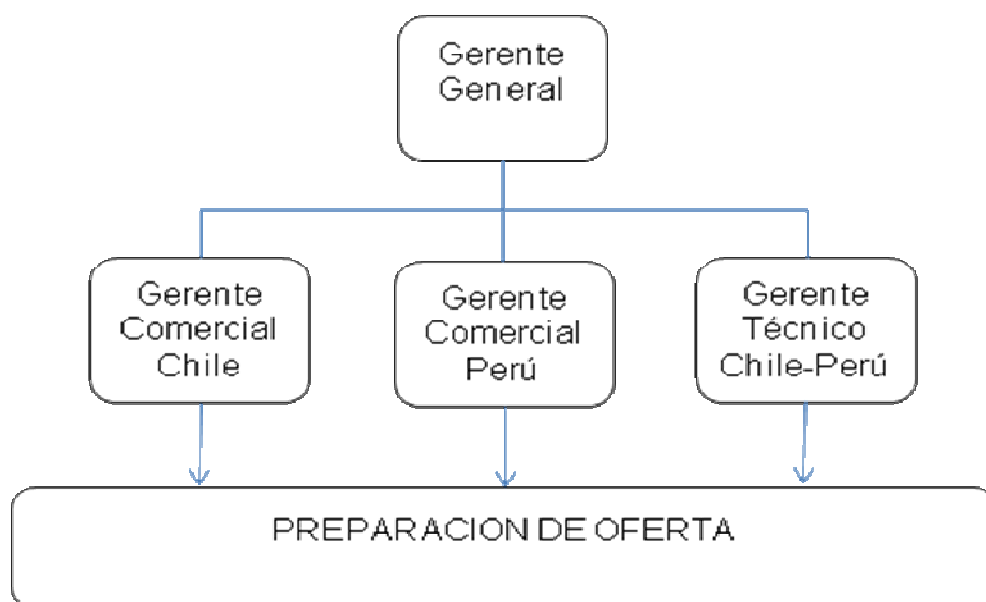 Gerente
General
Gerente
Comercial
Chile
Gerente
Comercial
Perú
Gerente
Técnico
Chile-Perú
PREPARACION DE OFERTA